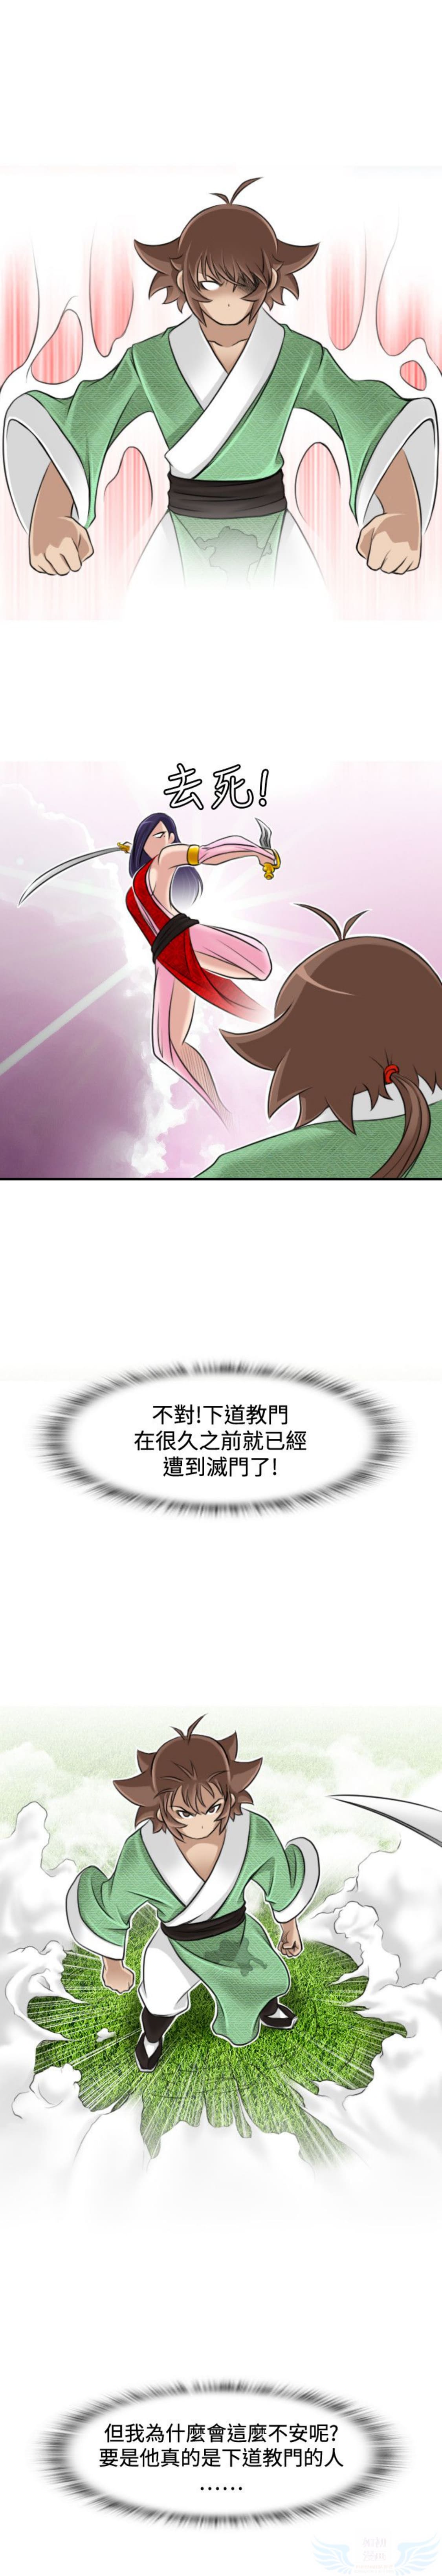 去死!
不對!下道教門
在很久之前就已經
遭到滅門了!
但我為什麼會這麼不安呢?
要是他真的是下道教門的人
......